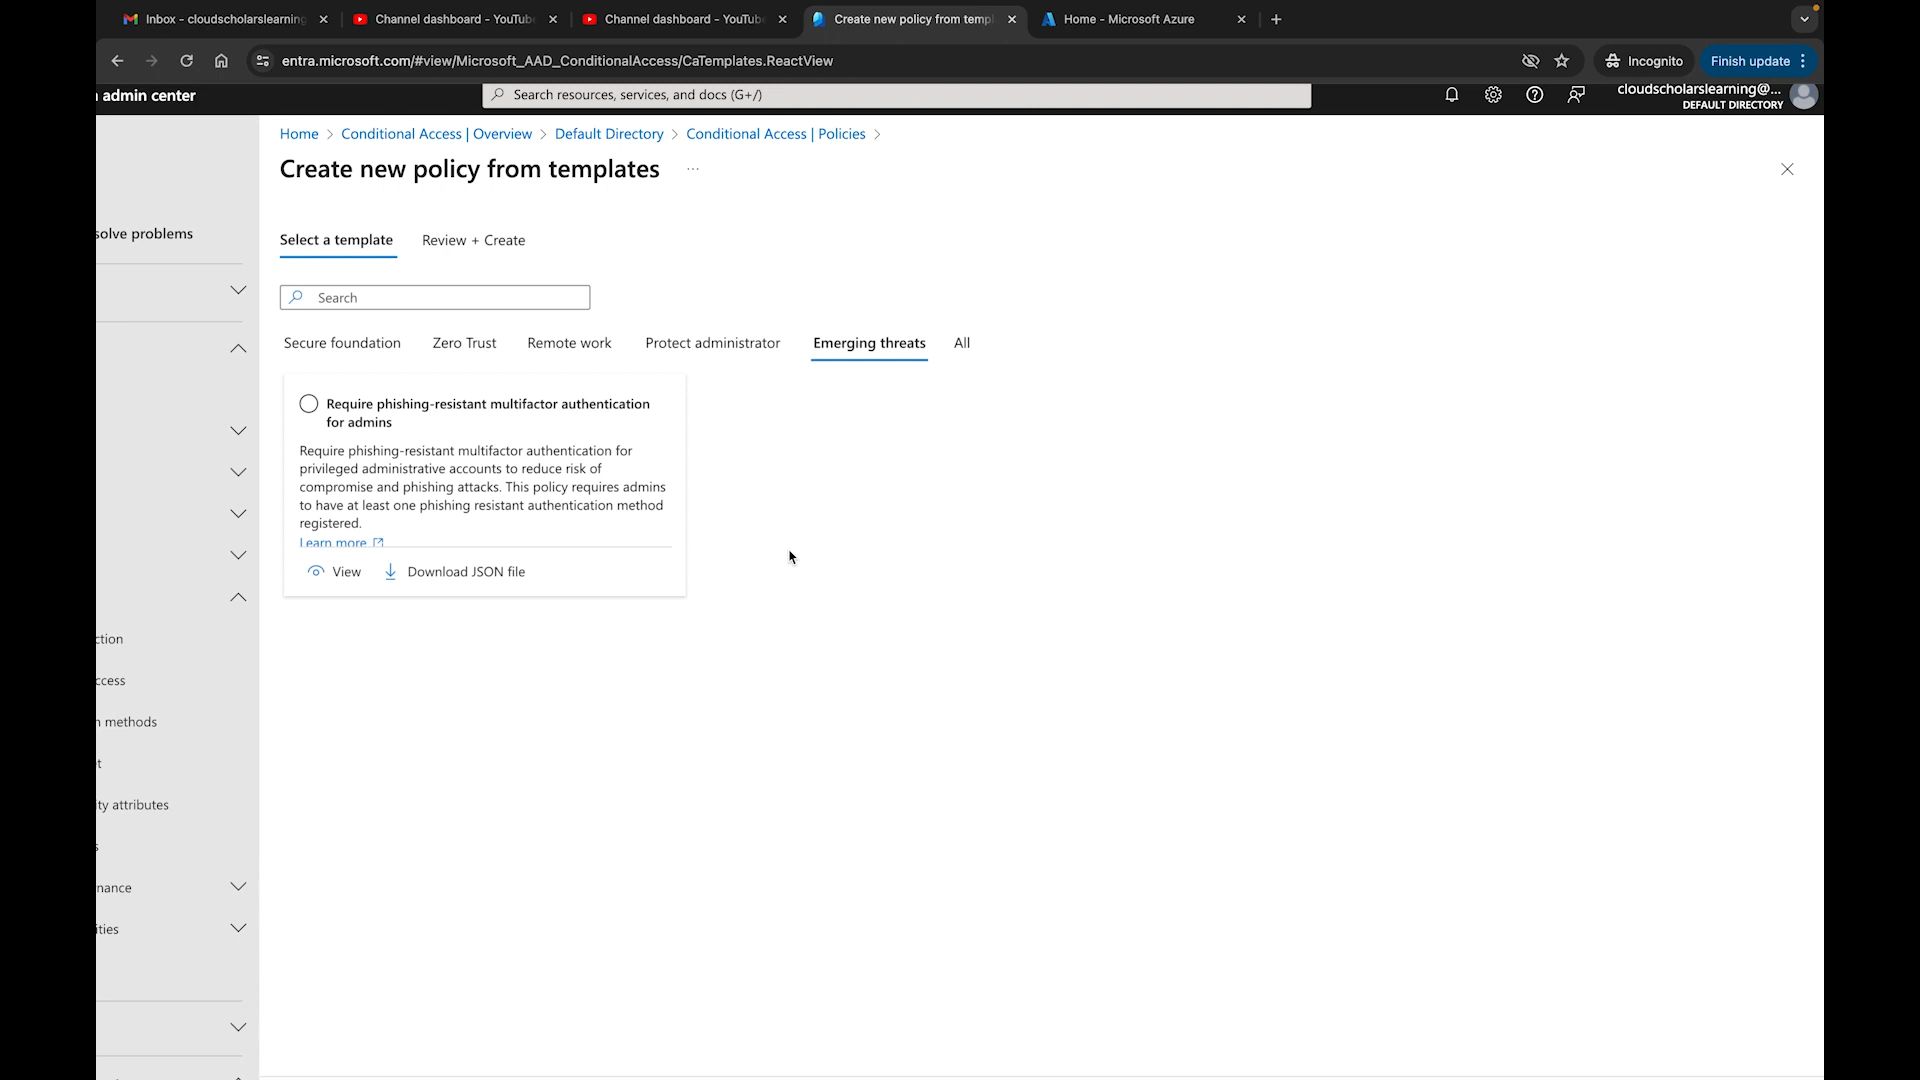 Inbox - cloudscholarslearning
Channel dashboard - YouTube
Channel dashboard - YouTube
Create new policy from templ
Home - Microsoft Azure
entra.microsoft.com/#view/Microsoft_AAD_ConditionalAccess/CaTemplates.ReactView
Incognito
Finish update
admin center
Search resources, services, and docs (G+/)
cloudscholarslearning@...
DEFAULT DIRECTORY
Home > Conditional Access | Overview > Default Directory > Conditional Access | Policies >
Create new policy from templates ...
solve problems
Select a template
Review + Create
Search
Secure foundation
Zero Trust
Remote work
Protect administrator
Emerging threats
All
Require phishing-resistant multifactor authentication
for admins
Require phishing-resistant multifactor authentication for
privileged administrative accounts to reduce risk of
compromise and phishing attacks. This policy requires admins
to have at least one phishing resistant authentication method
registered.
Learn more
View
Download JSON file
ction
ccess
n methods
t
ity attributes
s
nance
ities